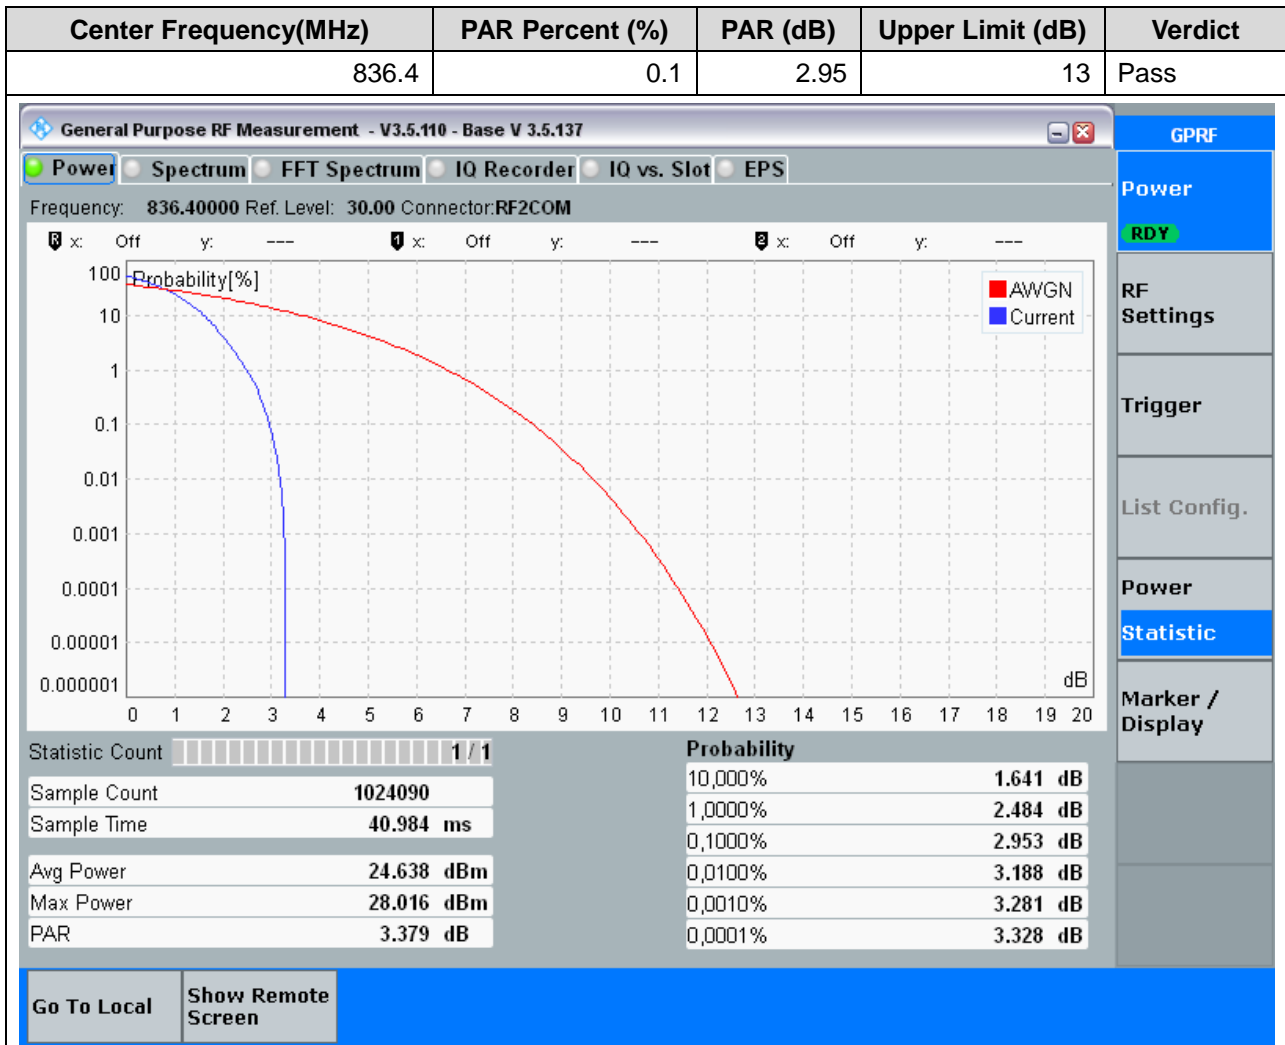 Center Frequency(MHz) PAR Percent (%) PAR (dB) Upper Limit (dB) Verdict
836.4 0.1 2.95 13 Pass
General Purpose RF Measurement - V3.5.110 - Base V 3.5.137
GPRF
Power Spectrum FFT Spectrum IQ Recorder IQ vs. Slot EPS
Frequency: 836.40000 Ref. Level: 30.00 Connector:RF2COM
R x: Off y: --- 1 x: Off y: --- 2 x: Off y: ---
Probability[%]
AWGN
Current
100
10
1
0.1
0.01
0.001
0.0001
0.00001
0.000001
dB
0 1 2 3 4 5 6 7 8 9 10 11 12 13 14 15 16 17 18 19 20
Statistic Count 1 / 1
Sample Count 1024090
Sample Time 40.984 ms
Avg Power 24.638 dBm
Max Power 28.016 dBm
PAR 3.379 dB
Probability
10,000% 1.641 dB
1,0000% 2.484 dB
0,1000% 2.953 dB
0,0100% 3.188 dB
0,0010% 3.281 dB
0,0001% 3.328 dB
Power
RDY
RF
Settings
Trigger
List Config.
Power
Statistic
Marker /
Display
Go To Local
Show Remote
Screen